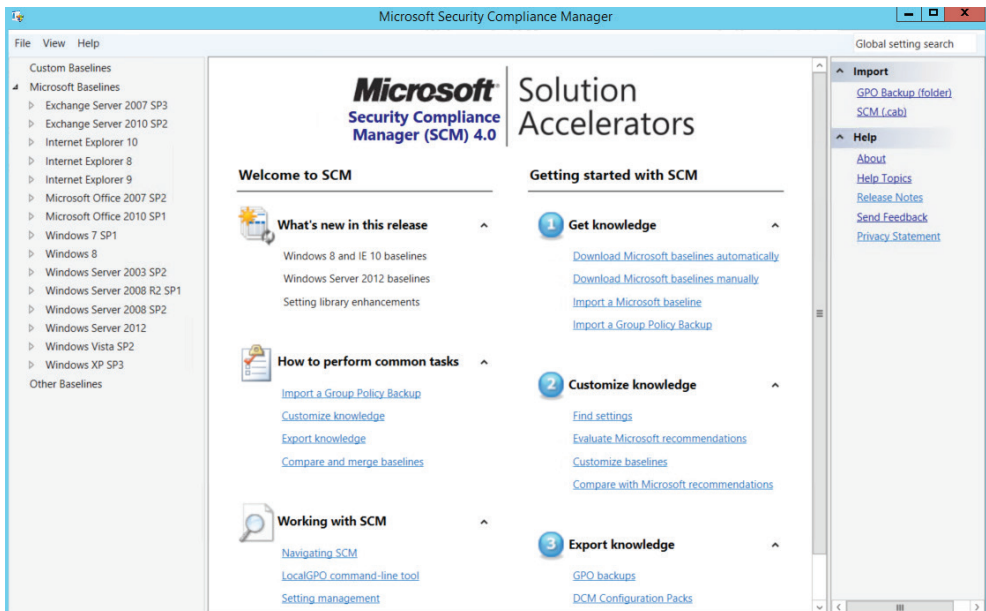 Microsoft Security Compliance Manager
File View Help
Global setting search
Custom Baselines
Microsoft Baselines
Exchange Server 2007 SP3
Exchange Server 2010 SP2
Internet Explorer 10
Internet Explorer 8
Internet Explorer 9
Microsoft Office 2007 SP2
Microsoft Office 2010 SP1
Windows 7 SP1
Windows 8
Windows Server 2003 SP2
Windows Server 2008 R2 SP1
Windows Server 2008 SP2
Windows Server 2012
Windows Vista SP2
Windows XP SP3
Other Baselines
Microsoft
Security Compliance
Manager (SCM) 4.0
Solution
Accelerators
Welcome to SCM
What's new in this release
Windows 8 and IE 10 baselines
Windows Server 2012 baselines
Setting library enhancements
How to perform common tasks
Import a Group Policy Backup
Customize knowledge
Export knowledge
Compare and merge baselines
Working with SCM
Navigating SCM
LocalGPO command-line tool
Setting management
Getting started with SCM
1 Get knowledge
Download Microsoft baselines automatically
Download Microsoft baselines manually
Import a Microsoft baseline
Import a Group Policy Backup
2 Customize knowledge
Find settings
Evaluate Microsoft recommendations
Customize baselines
Compare with Microsoft recommendations
3 Export knowledge
GPO backups
DCM Configuration Packs
Import
GPO Backup (folder)
SCM (.cab)
Help
About
Help Topics
Release Notes
Send Feedback
Privacy Statement